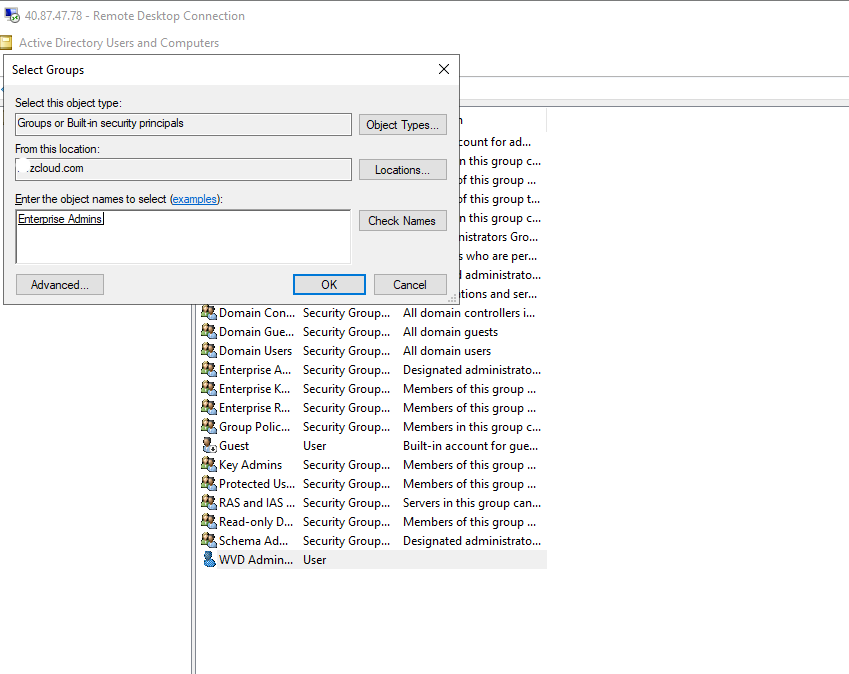 40.87.47.78 - Remote Desktop Connection
Active Directory Users and Computers
Select Groups
Select this object type:
Groups or Built-in security principals
Object Types...
From this location:
zcloud.com
Locations...
Enter the object names to select (examples):
Enterprise Admins
Check Names
Advanced...
OK
Cancel
count for ad...
n this group c...
of this group ...
of this group t...
n this group c...
nistrators Gro...
s who are per...
d administrato...
tions and ser...
Domain Con... Security Group... All domain controllers i...
Domain Gue... Security Group... All domain guests
Domain Users Security Group... All domain users
Enterprise A... Security Group... Designated administrato...
Enterprise K... Security Group... Members of this group ...
Enterprise R... Security Group... Members of this group ...
Group Polic... Security Group... Members in this group c...
Guest User Built-in account for gue...
Key Admins Security Group... Members of this group ...
Protected Us... Security Group... Members of this group ...
RAS and IAS ... Security Group... Servers in this group can...
Read-only D... Security Group... Members of this group ...
Schema Ad... Security Group... Designated administrato...
WVD Admin... User